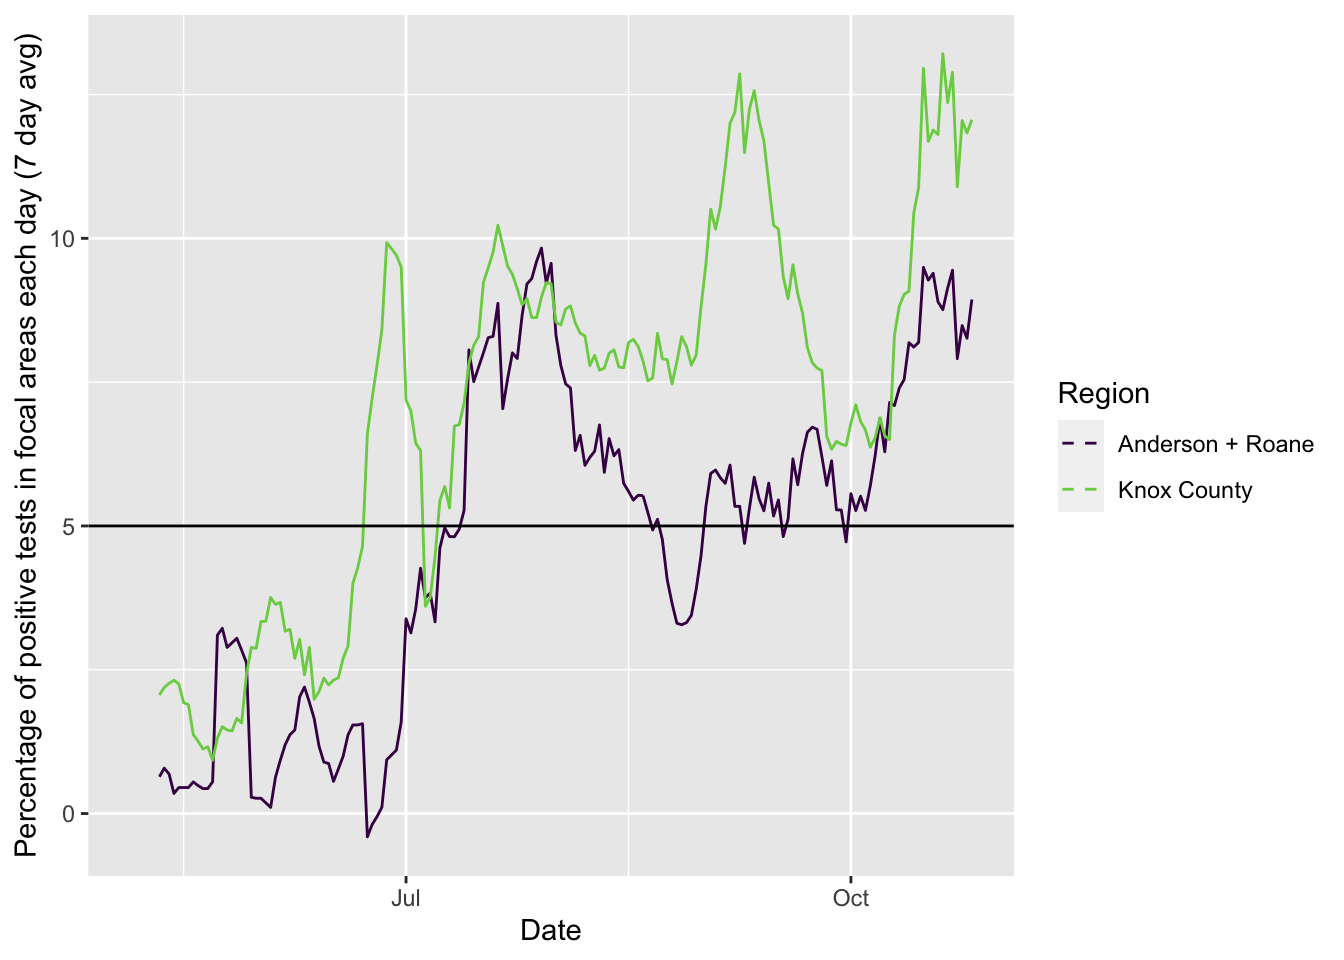 Percentage of positive tests in focal areas each day (7 day avg)
10
5
0
Jul
Oct
Date
Region
Anderson + Roane
Knox County